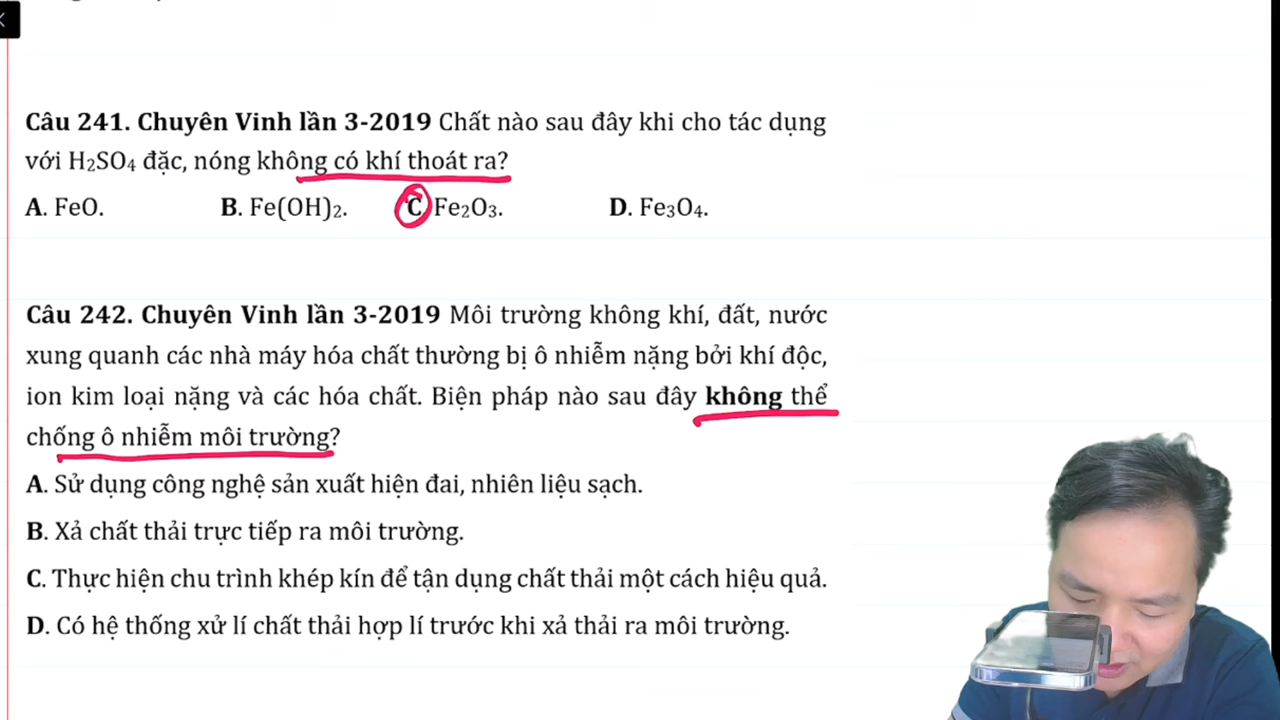 Câu 241. Chuyên Vinh lần 3-2019 Chất nào sau đây khi cho tác dụng
với H₂SO₄ đặc, nóng không có khí thoát ra?
A. FeO. B. Fe(OH)₂. C Fe₂O₃. D. Fe₃O₄.
Câu 242. Chuyên Vinh lần 3-2019 Môi trường không khí, đất, nước
xung quanh các nhà máy hóa chất thường bị ô nhiễm nặng bởi khí độc,
ion kim loại nặng và các hóa chất. Biện pháp nào sau đây không thể
chống ô nhiễm môi trường?
A. Sử dụng công nghệ sản xuất hiện đai, nhiên liệu sạch.
B. Xả chất thải trực tiếp ra môi trường.
C. Thực hiện chu trình khép kín để tận dụng chất thải một cách hiệu quả.
D. Có hệ thống xử lí chất thải hợp lí trước khi xả thải ra môi trường.